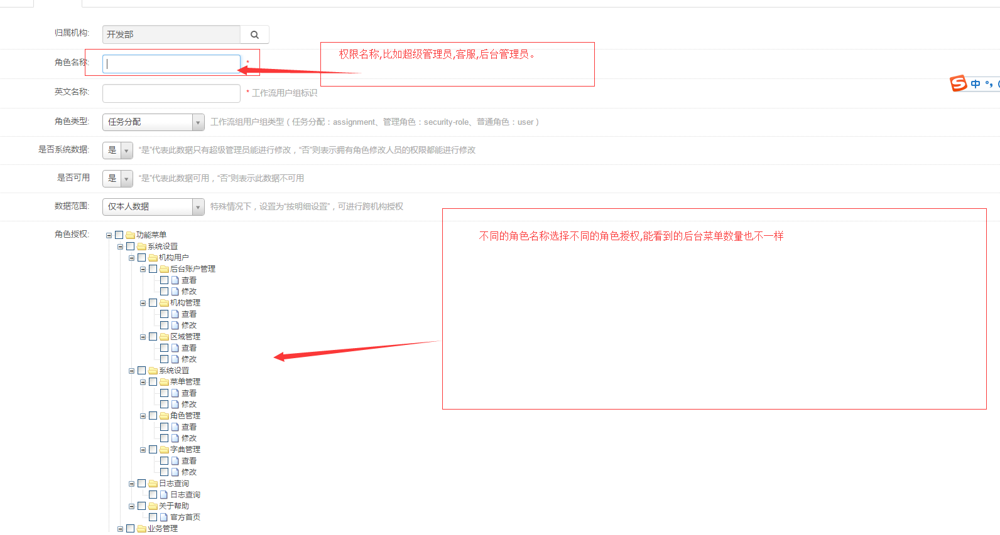 归属机构: 开发部
权限名称,比如超级管理员,客服,后台管理员。
角色名称: *
中 °,
英文名称: * 工作流用户组标识
角色类型: 任务分配 工作流组用户组类型（任务分配：assignment、管理角色：security-role、普通角色：user）
是否系统数据: 是 “是”代表此数据只有超级管理员能进行修改，“否”则表示拥有角色修改人员的权限都能进行修改
是否可用 是 “是”代表此数据可用，“否”则表示此数据不可用
数据范围: 仅本人数据 特殊情况下，设置为“按明细设置”，可进行跨机构授权
角色授权: 功能菜单
不同的角色名称选择不同的角色授权,能看到的后台菜单数量也不一样
系统设置
机构用户
后台账户管理
查看
修改
机构管理
查看
修改
区域管理
查看
修改
系统设置
菜单管理
查看
修改
角色管理
查看
修改
字典管理
查看
修改
日志查询
日志查询
关于帮助
官方首页
业务管理